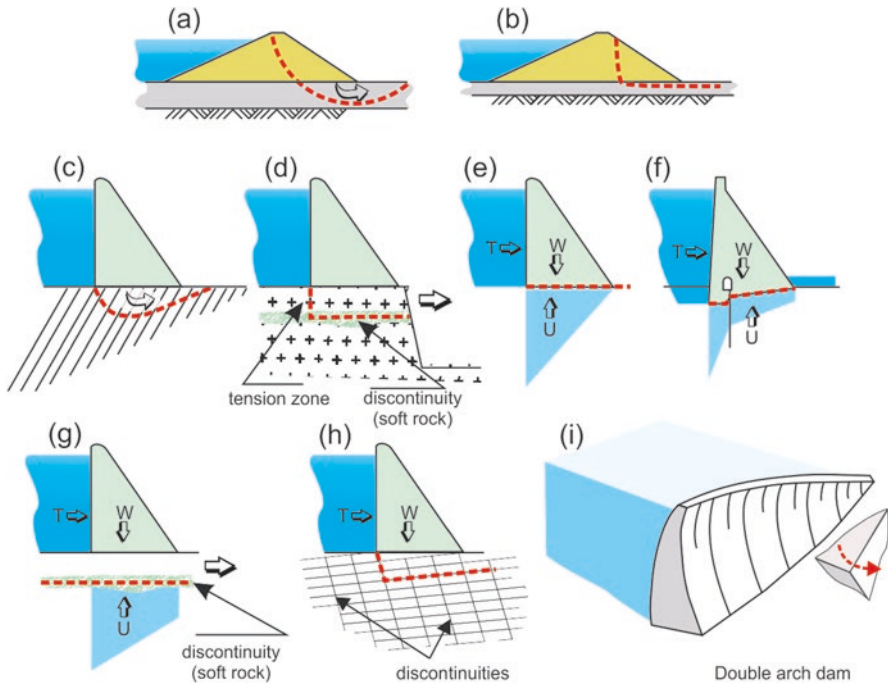 (a)
(b)
(c)
(d)
(e)
(f)
T
W
U
T
W
U
tension zone
discontinuity
(soft rock)
(g)
(h)
(i)
T
W
U
T
W
discontinuity
(soft rock)
discontinuities
Double arch dam